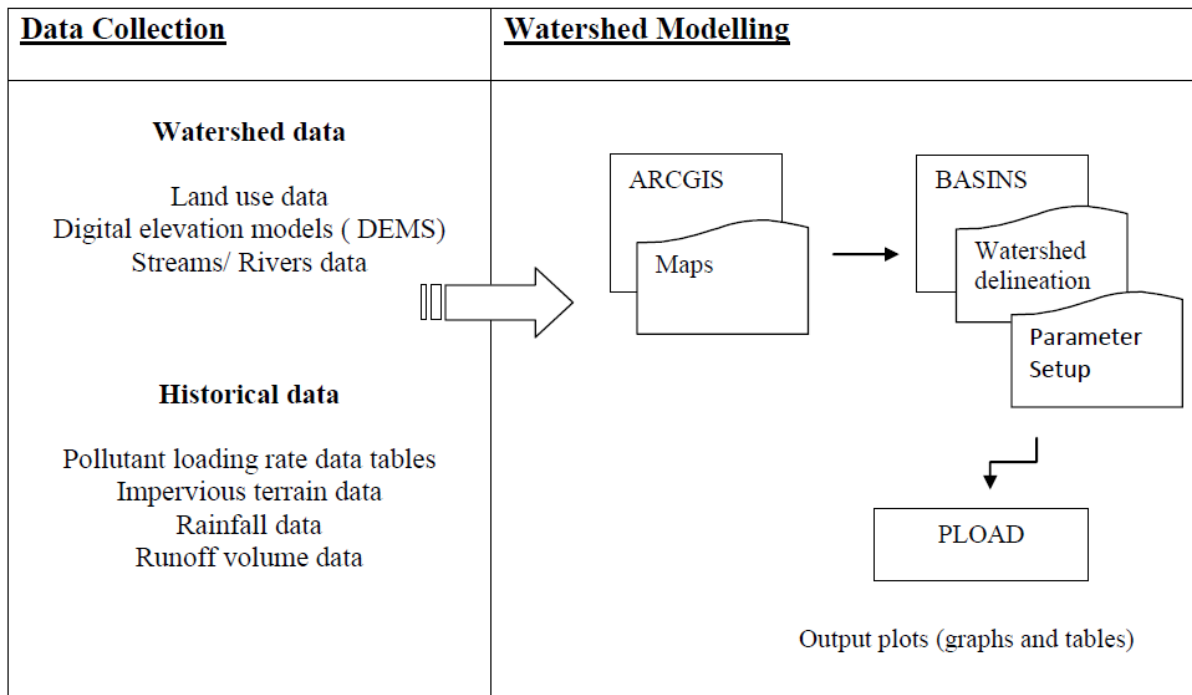 Data Collection
Watershed Modelling
Watershed data
Land use data
Digital elevation models ( DEMS)
Streams/ Rivers data
Historical data
Pollutant loading rate data tables
Impervious terrain data
Rainfall data
Runoff volume data
ARCGIS
Maps
BASINS
Watershed
delineation
Parameter
Setup
PLOAD
Output plots (graphs and tables)